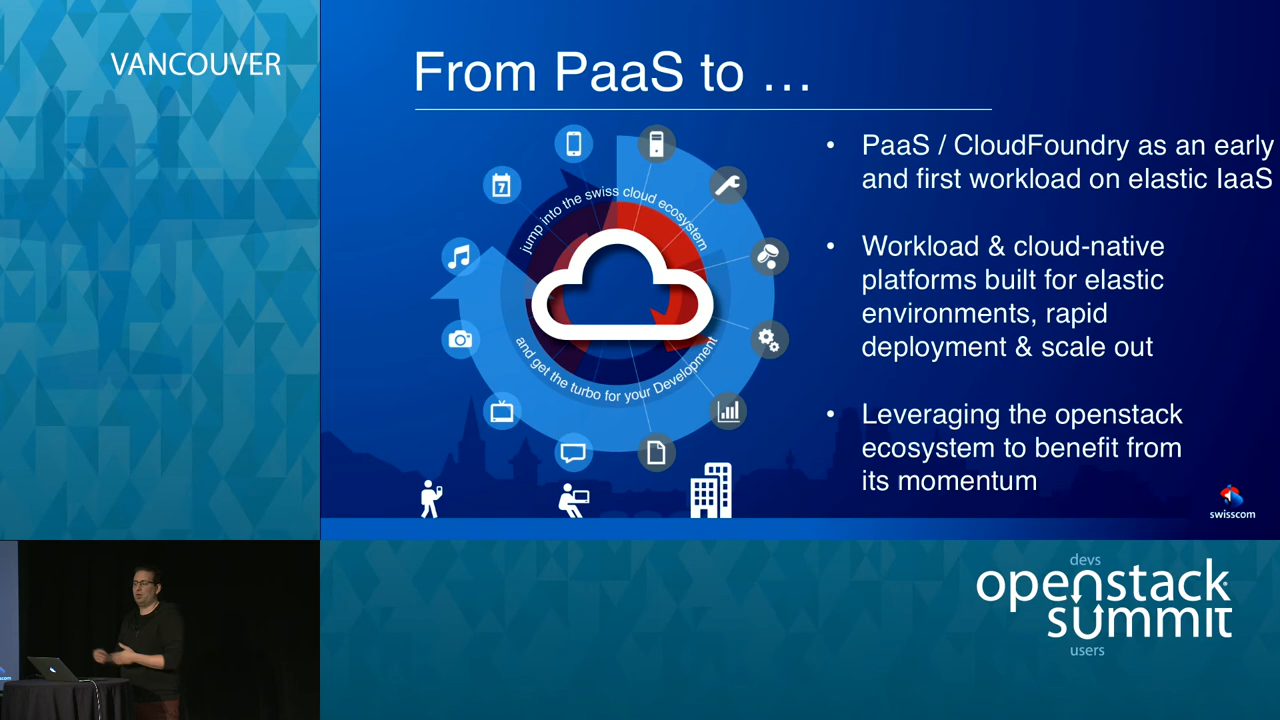 VANCOUVER
From PaaS to ...
jump into the swiss cloud ecosystem
and get the turbo for your Development
7
• PaaS / CloudFoundry as an early
and first workload on elastic IaaS
• Workload & cloud-native
platforms built for elastic
environments, rapid
deployment & scale out
• Leveraging the openstack
ecosystem to benefit from
its momentum
swisscom
devs
openstack
summit
users